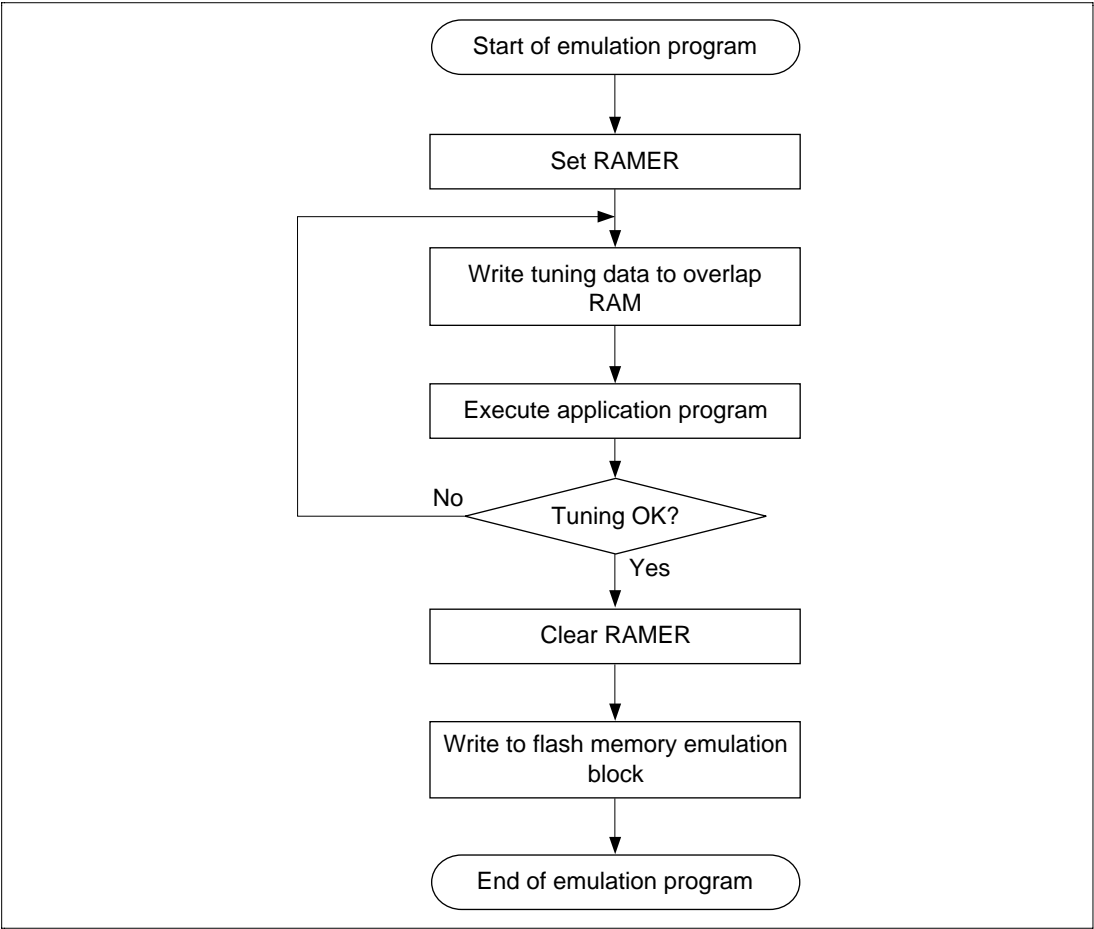 Start of emulation program
Set RAMER
Write tuning data to overlap
RAM
Execute application program
No
Tuning OK?
Yes
Clear RAMER
Write to flash memory emulation
block
End of emulation program